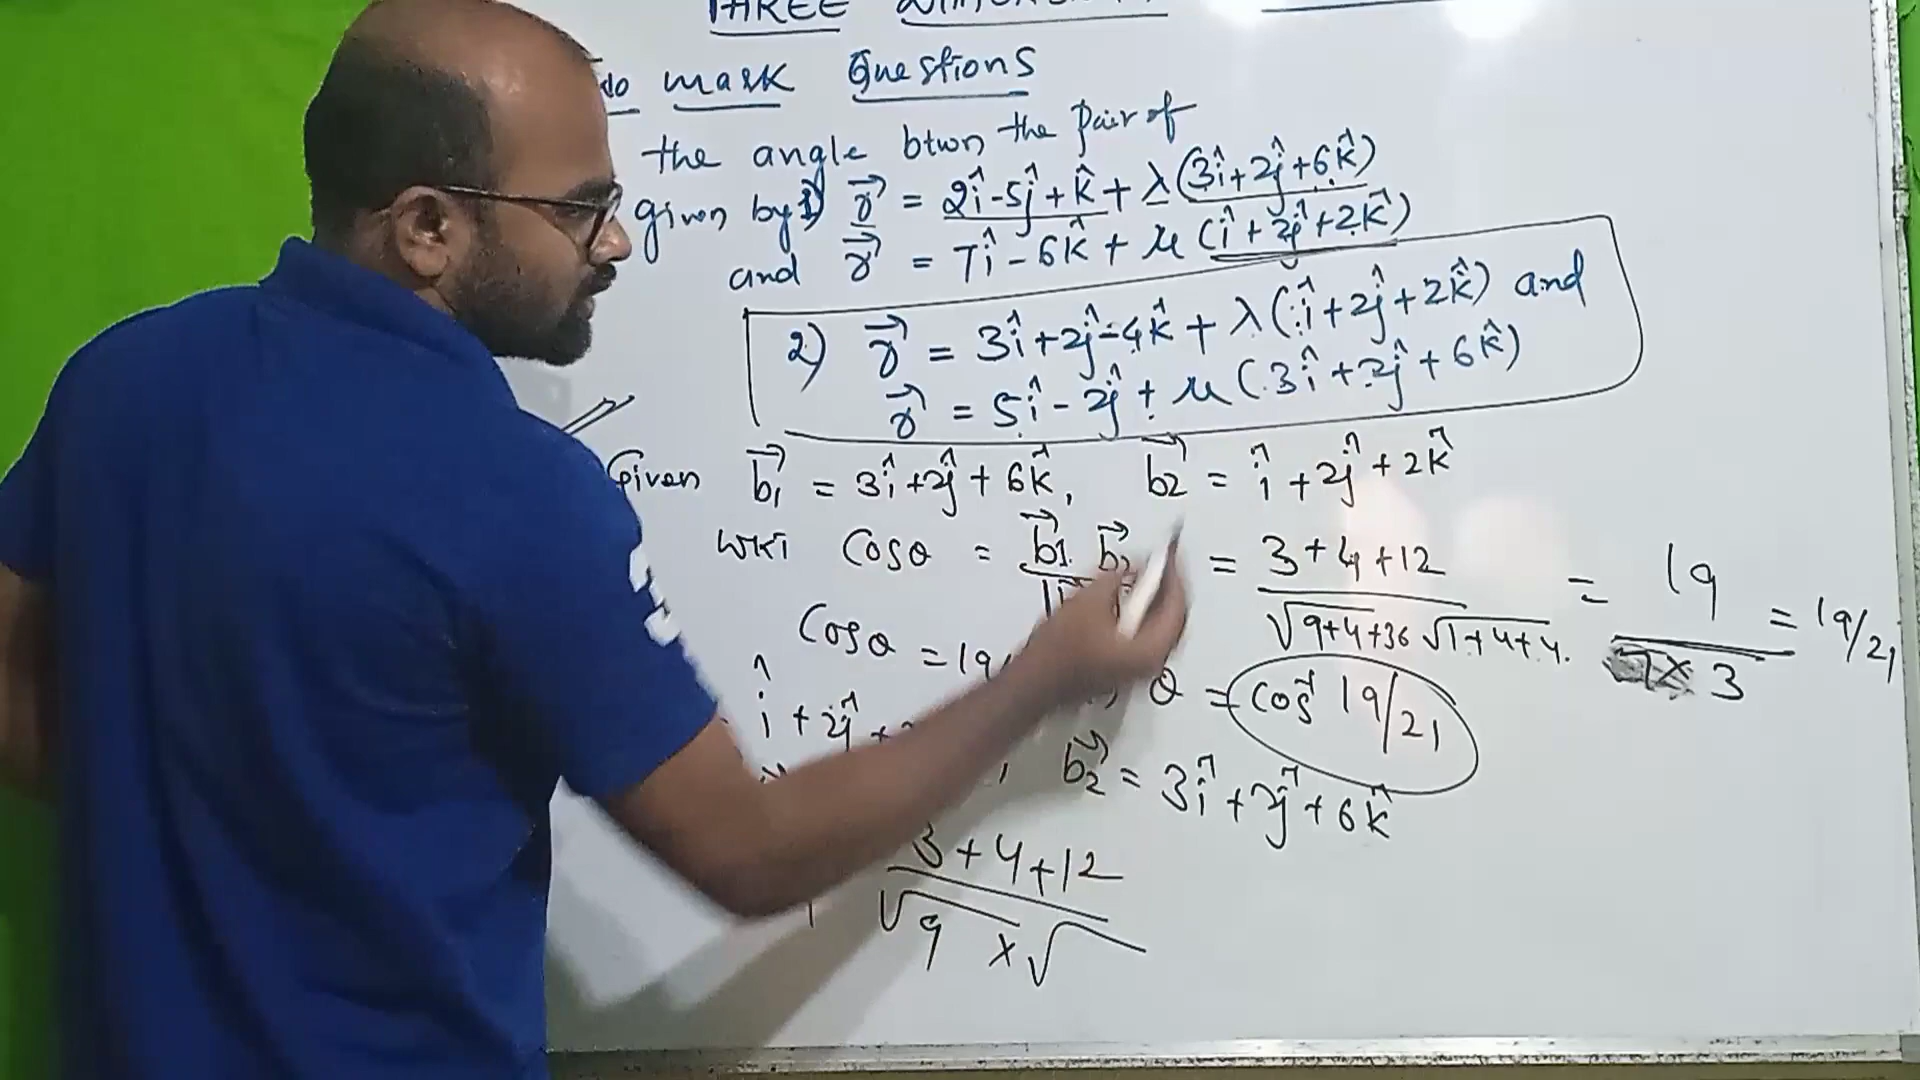 THREE
mark Questions
the angle btwn the Pair of
given by 1) r⃗ = 2î-5ĵ+k̂+λ(3î+2ĵ+6k̂)
and r⃗ = 7î-6k̂+μ(î+2ĵ+2k̂)
2) r⃗ = 3î+2ĵ-4k̂+λ(î+2ĵ+2k̂) and
r⃗ = 5î-2ĵ+μ(3î+2ĵ+6k̂)
Given b₁⃗ = 3î+2ĵ+6k̂, b₂⃗ = î+2ĵ+2k̂
WKT Cosθ = b₁⃗ . b₂⃗ = 3+4+12 / √9+4+36 √1+4+4. = 19 / 7×3 = 19/21
Cosθ = 19/ θ = cos⁻¹ 19/21
î+2ĵ+ , b₂⃗ = 3î+2ĵ+6k̂
3+4+12
√9 × √